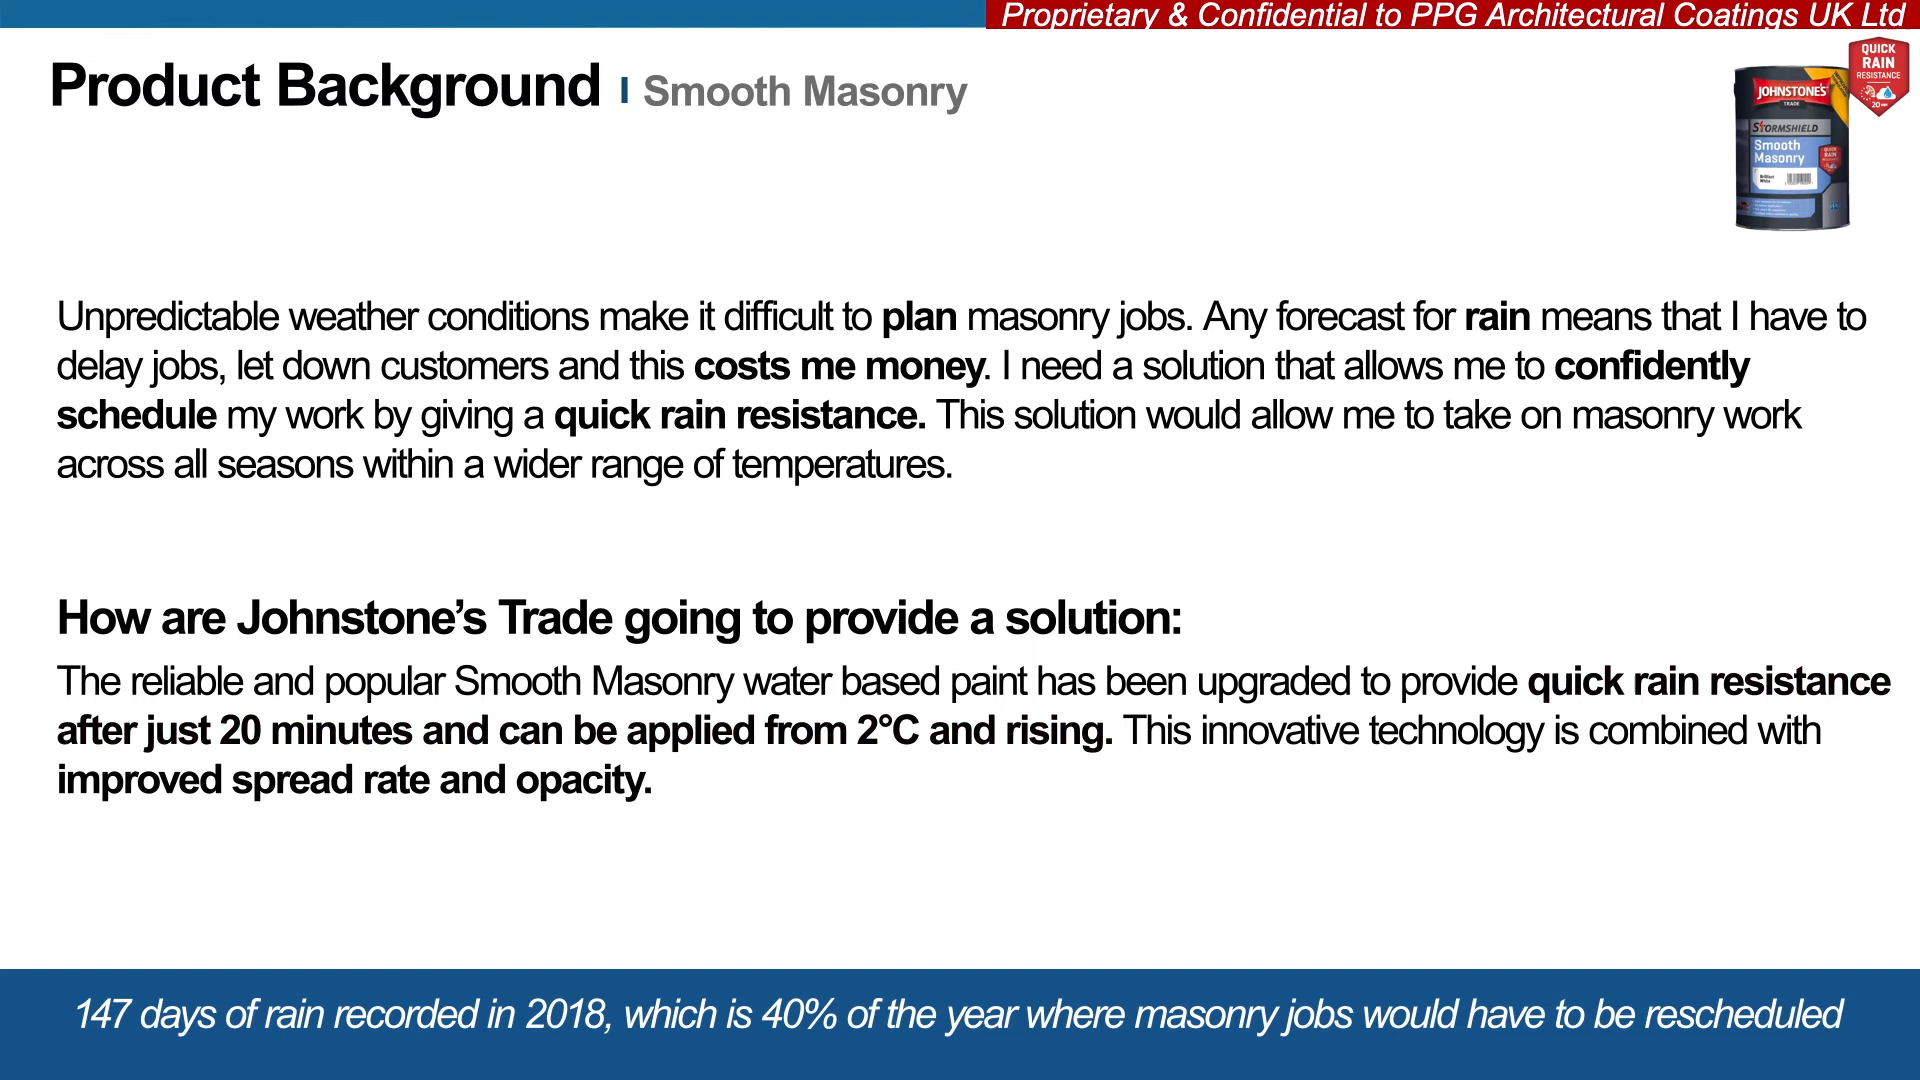 Proprietary & Confidential to PPG Architectural Coatings UK Ltd
Product Background ı Smooth Masonry
QUICK
RAIN
RESISTANCE
20 MIN
JOHNSTONE'S
TRADE
STORMSHIELD
Smooth
Masonry
QUICK
RAIN
Brilliant
White
Unpredictable weather conditions make it difficult to plan masonry jobs. Any forecast for rain means that I have to
delay jobs, let down customers and this costs me money. I need a solution that allows me to confidently
schedule my work by giving a quick rain resistance. This solution would allow me to take on masonry work
across all seasons within a wider range of temperatures.
How are Johnstone’s Trade going to provide a solution:
The reliable and popular Smooth Masonry water based paint has been upgraded to provide quick rain resistance
after just 20 minutes and can be applied from 2°C and rising. This innovative technology is combined with
improved spread rate and opacity.
147 days of rain recorded in 2018, which is 40% of the year where masonry jobs would have to be rescheduled